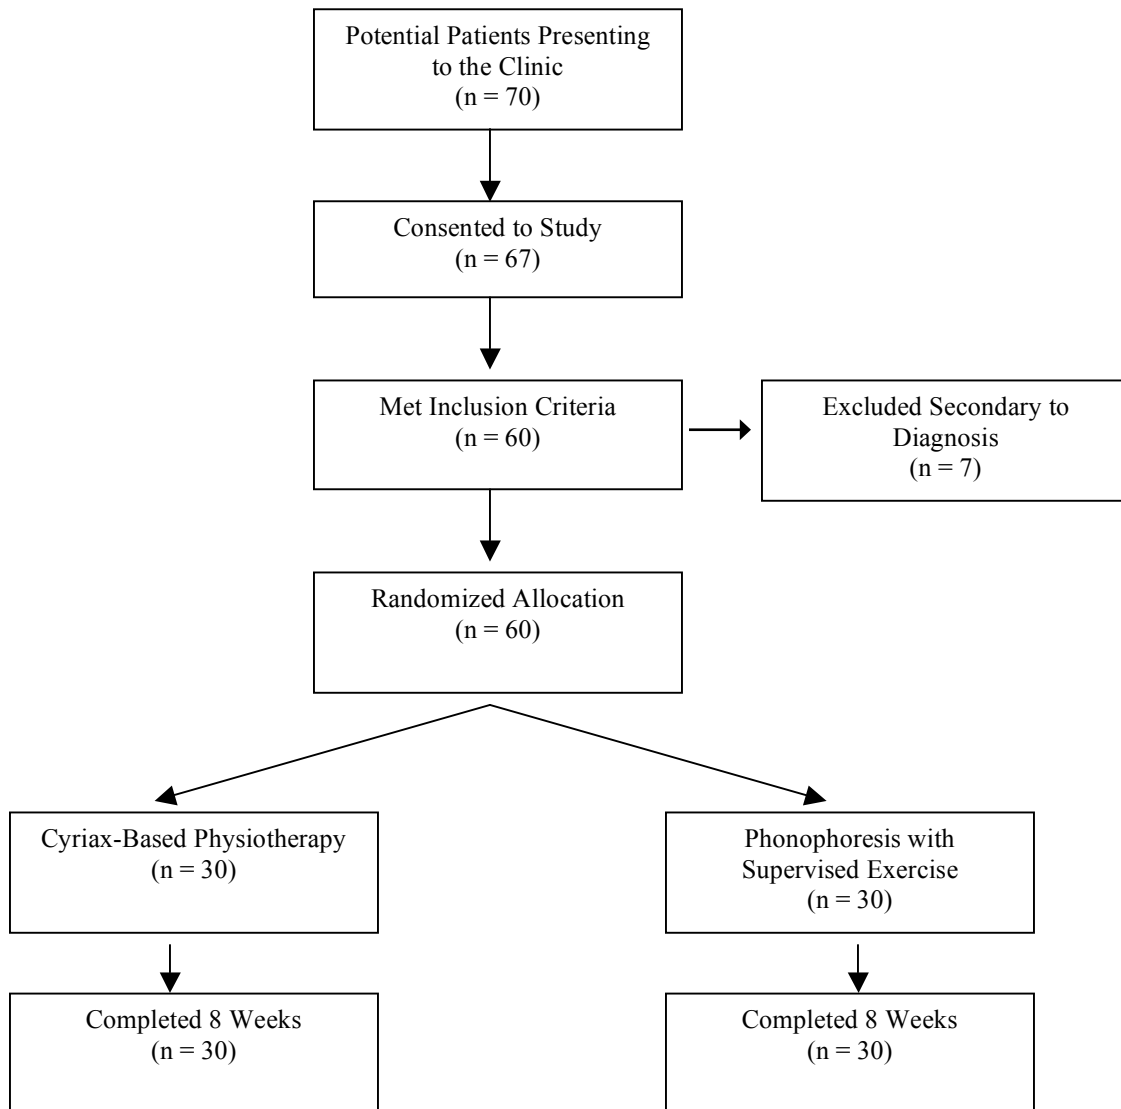 Potential Patients Presenting
to the Clinic
(n = 70)
Consented to Study
(n = 67)
Met Inclusion Criteria
(n = 60)
Excluded Secondary to
Diagnosis
(n = 7)
Randomized Allocation
(n = 60)
Cyriax-Based Physiotherapy
(n = 30)
Phonophoresis with
Supervised Exercise
(n = 30)
Completed 8 Weeks
(n = 30)
Completed 8 Weeks
(n = 30)